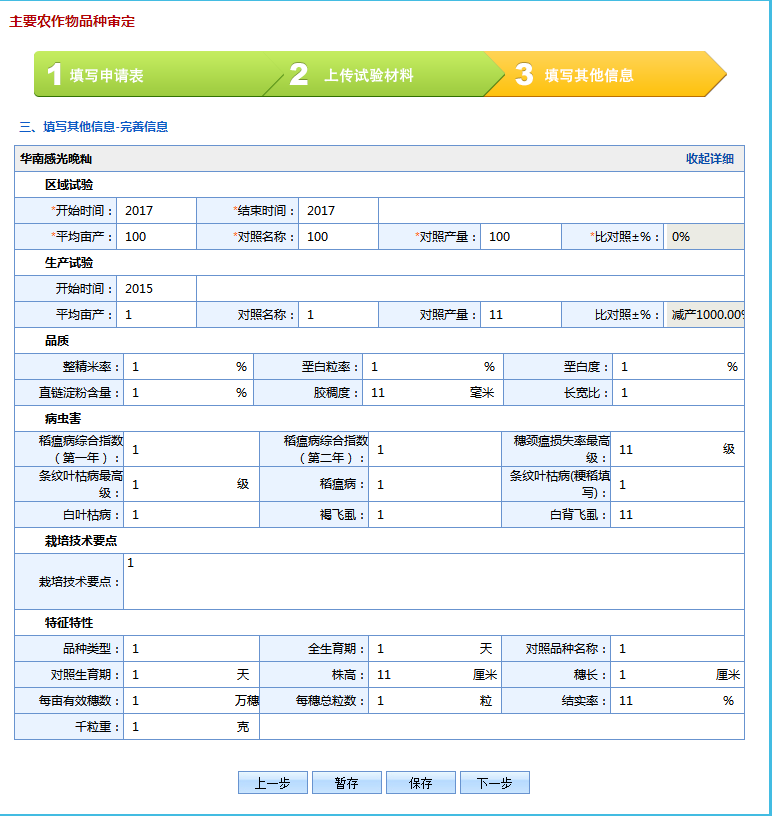 主要农作物品种审定
1 填写申请表 2 上传试验材料 3 填写其他信息
三、填写其他信息-完善信息
华南感光晚籼 收起详细
区域试验
*开始时间： 2017 *结束时间： 2017
*平均亩产： 100 *对照名称： 100 *对照产量： 100 *比对照±%： 0%
生产试验
开始时间： 2015
平均亩产： 1 对照名称： 1 对照产量： 11 比对照±%： 减产1000.00%
品质
整精米率： 1 % 垩白粒率： 1 % 垩白度： 1 %
直链淀粉含量： 1 % 胶稠度： 11 毫米 长宽比： 1
病虫害
稻瘟病综合指数（第一年）： 1 稻瘟病综合指数（第二年）： 1 穗颈瘟损失率最高级： 11 级
条纹叶枯病最高级： 1 级 稻瘟病： 1 条纹叶枯病(粳稻填写)： 1
白叶枯病： 1 褐飞虱： 1 白背飞虱： 11
栽培技术要点
栽培技术要点： 1
特征特性
品种类型： 1 全生育期： 1 天 对照品种名称： 1
对照生育期： 1 天 株高： 11 厘米 穗长： 1 厘米
每亩有效穗数： 1 万穗 每穗总粒数： 1 粒 结实率： 11 %
千粒重： 1 克
上一步 暂存 保存 下一步